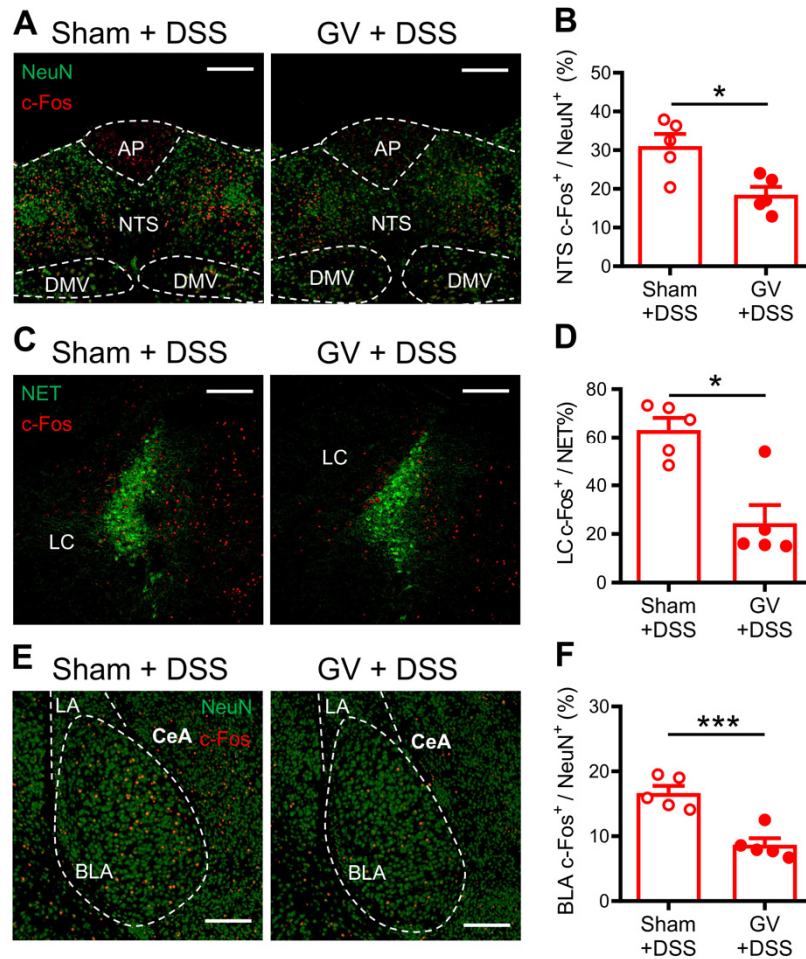 A
Sham + DSS
GV + DSS
NeuN
c-Fos
AP
NTS
DMV
DMV
AP
NTS
DMV
DMV
B
NTS c-Fos⁺ / NeuN⁺ (%)
50
40
30
20
10
0
*
Sham
+DSS
GV
+DSS
C
Sham + DSS
GV + DSS
NET
c-Fos
LC
LC
D
LC c-Fos⁺ / NET%)
80
60
40
20
0
*
Sham
+DSS
GV
+DSS
E
Sham + DSS
GV + DSS
LA
NeuN
CeA
c-Fos
BLA
LA
CeA
BLA
F
BLA c-Fos⁺ / NeuN⁺ (%)
30
20
10
0
***
Sham
+DSS
GV
+DSS